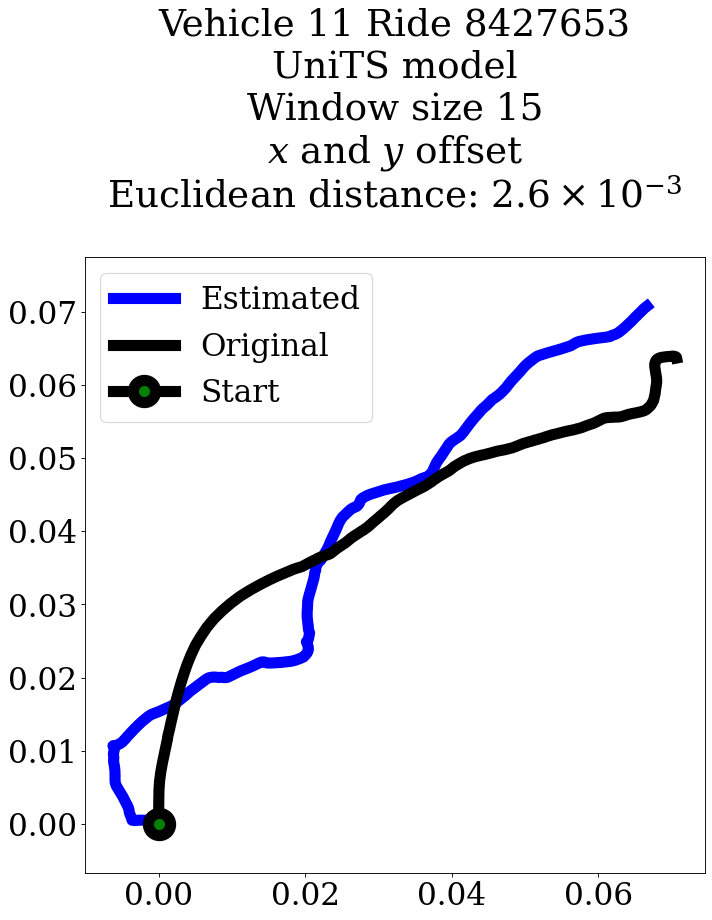 Vehicle 11 Ride 8427653
UniTS model
Window size 15
x and y offset
Euclidean distance: 2.6 × 10⁻³
Estimated
Original
Start
0.07
0.06
0.05
0.04
0.03
0.02
0.01
0.00
0.00 0.02 0.04 0.06